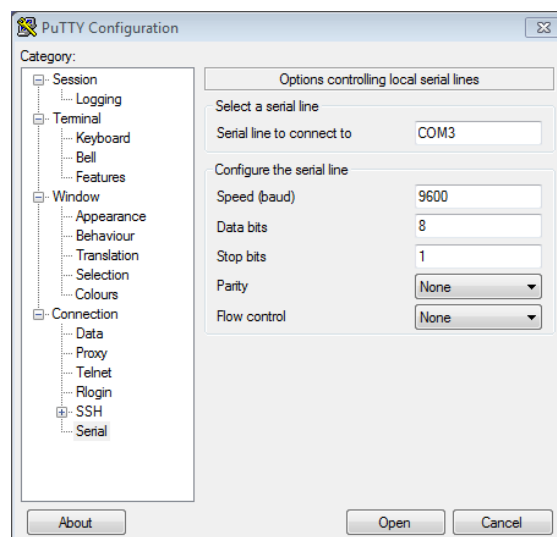 PuTTY Configuration
Category:
Session
Logging
Terminal
Keyboard
Bell
Features
Window
Appearance
Behaviour
Translation
Selection
Colours
Connection
Data
Proxy
Telnet
Rlogin
SSH
Serial
Options controlling local serial lines
Select a serial line
Serial line to connect to COM3
Configure the serial line
Speed (baud) 9600
Data bits 8
Stop bits 1
Parity None
Flow control None
About Open Cancel